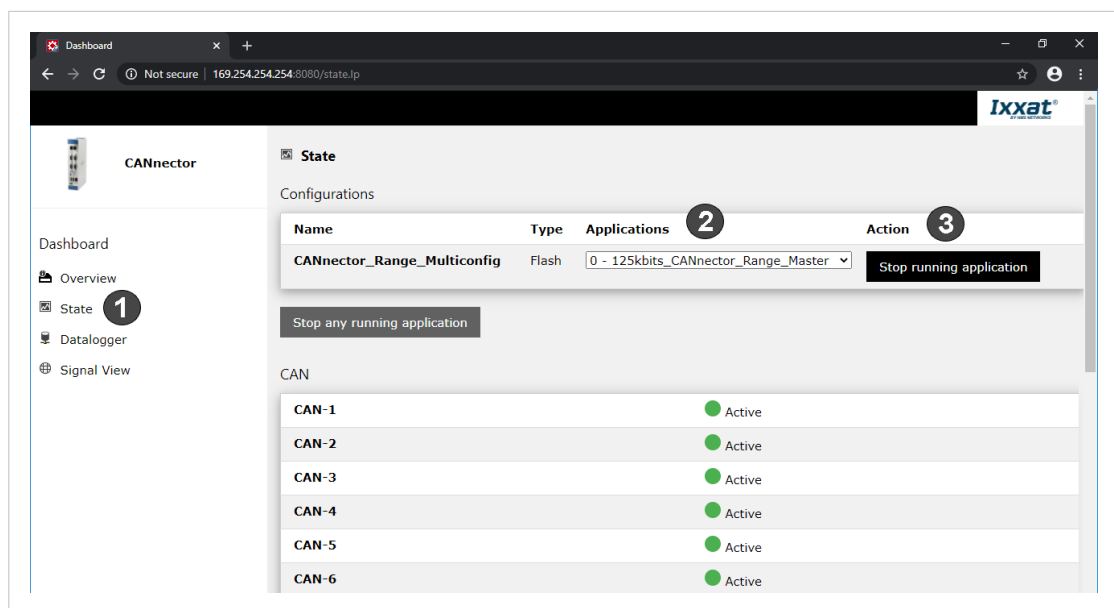 Dashboard
Not secure | 169.254.254.254:8080/state.lp
Ixxat®
BY HMS NETWORKS
CANnector
State
Configurations
Name Type Applications 2 Action 3
CANnector_Range_Multiconfig Flash 0 - 125kbits_CANnector_Range_Master Stop running application
Dashboard
Overview
State 1
Datalogger
Signal View
Stop any running application
CAN
CAN-1 Active
CAN-2 Active
CAN-3 Active
CAN-4 Active
CAN-5 Active
CAN-6 Active